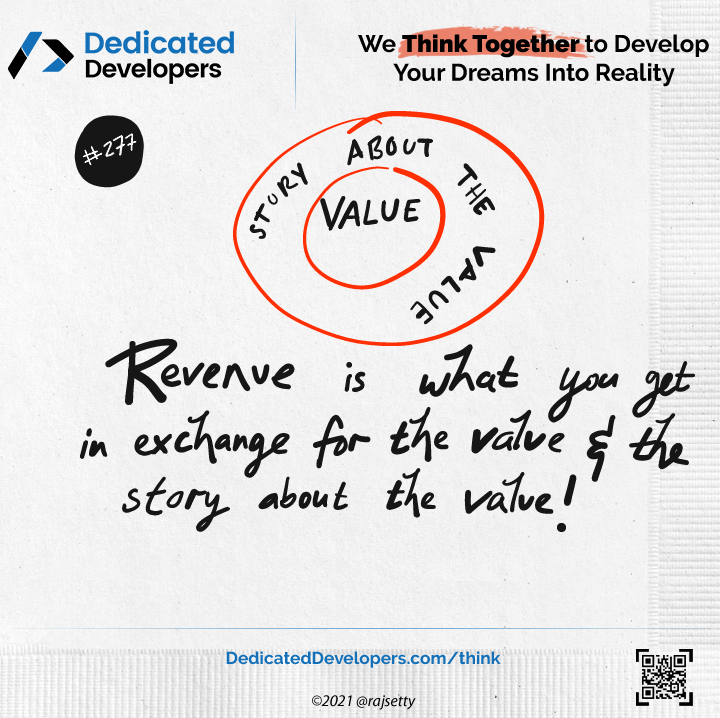 Dedicated
Developers
We Think Together to Develop
Your Dreams Into Reality
#277
STORY ABOUT THE VALUE
VALUE
Revenue is what you get
in exchange for the value & the
story about the value!
DedicatedDevelopers.com/think
©2021 @rajsetty